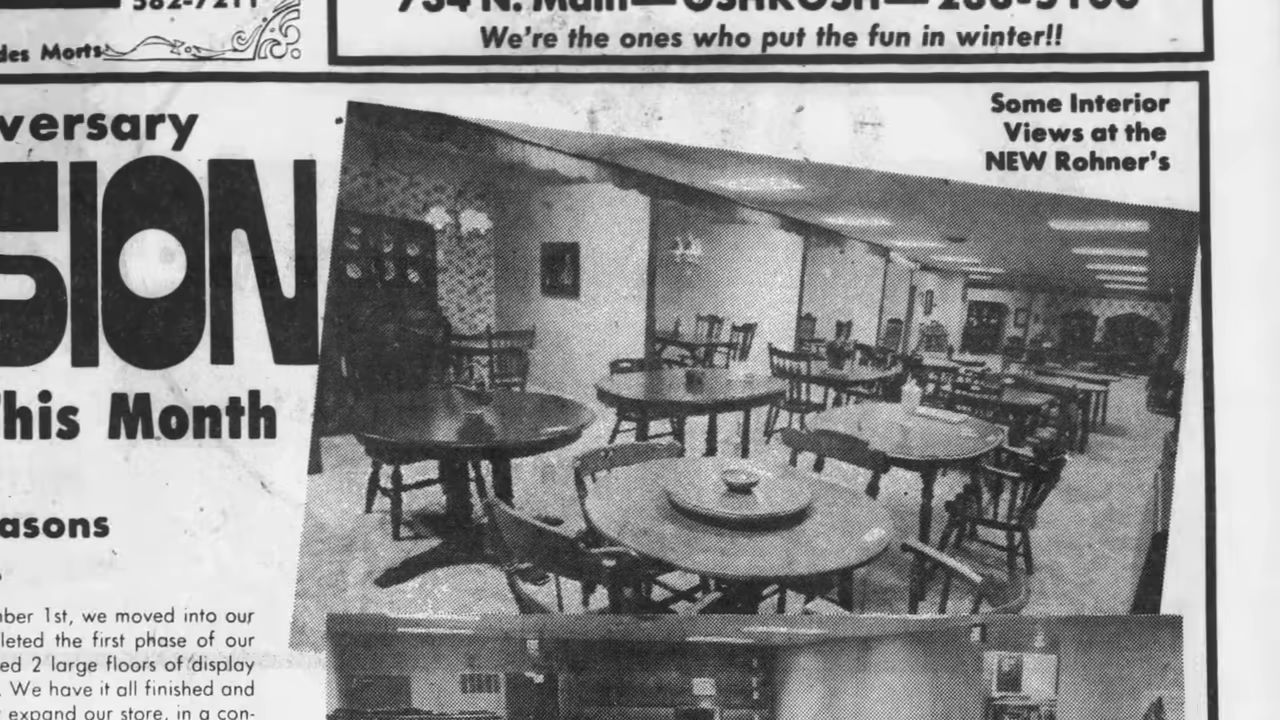 582-7211
des Morts
734 N. Main—OSHKOSH—
We're the ones who put the fun in winter!!
versary
SION
his Month
asons
Some Interior
Views at the
NEW Rohner's
ber 1st, we moved into our
leted the first phase of our
ed 2 large floors of display
. We have it all finished and
expand our store, in a con-